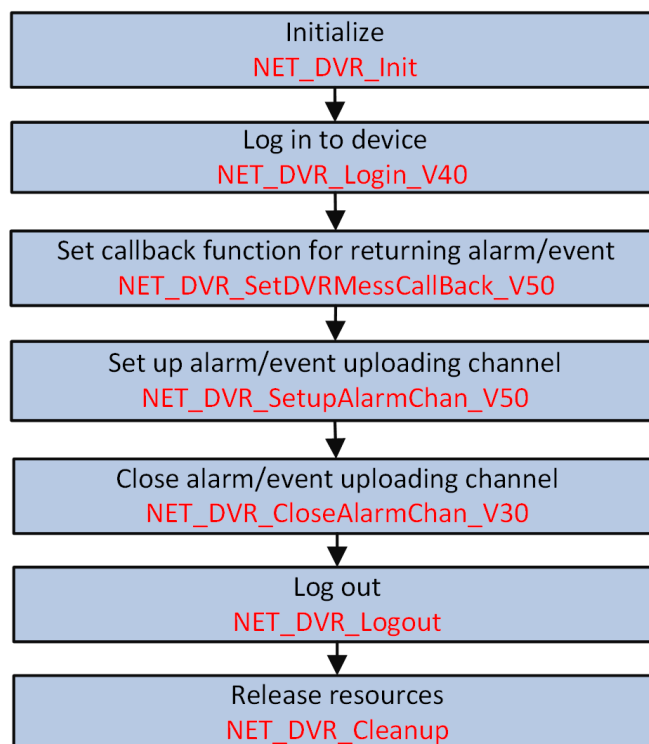 Initialize
NET_DVR_Init
Log in to device
NET_DVR_Login_V40
Set callback function for returning alarm/event
NET_DVR_SetDVRMessCallBack_V50
Set up alarm/event uploading channel
NET_DVR_SetupAlarmChan_V50
Close alarm/event uploading channel
NET_DVR_CloseAlarmChan_V30
Log out
NET_DVR_Logout
Release resources
NET_DVR_Cleanup